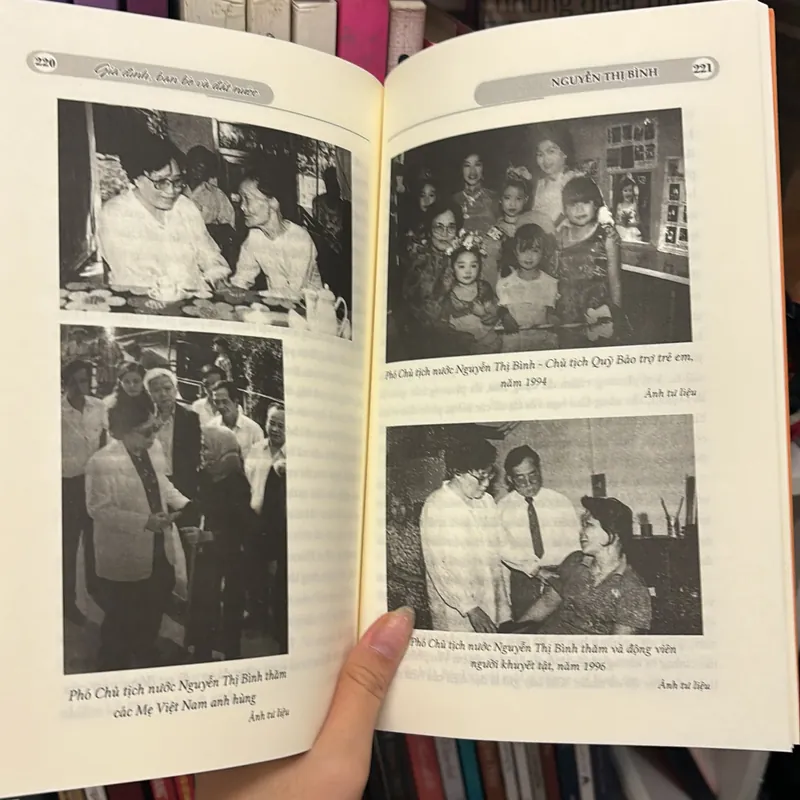 220
Gia đình, bạn bè và đất nước
Phó Chủ tịch nước Nguyễn Thị Bình thăm
các Mẹ Việt Nam anh hùng
Ảnh tư liệu
NGUYỄN THỊ BÌNH
221
Phó Chủ tịch nước Nguyễn Thị Bình - Chủ tịch Quỹ Bảo trợ trẻ em,
năm 1994
Ảnh tư liệu
Phó Chủ tịch nước Nguyễn Thị Bình thăm và động viên
người khuyết tật, năm 1996
Ảnh tư liệu